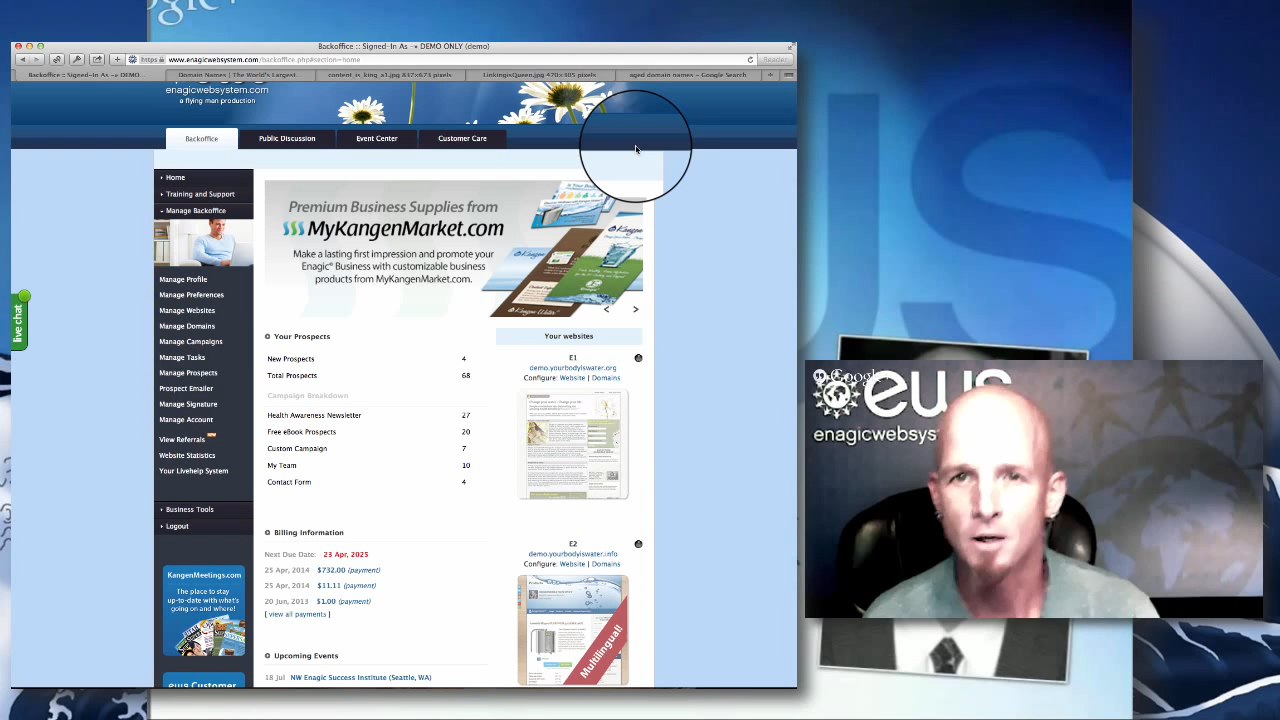 Google+
Backoffice :: Signed-In As -» DEMO ONLY (demo)
https www.enagicwebsystem.com/backoffice.php#section=home
Reader
Backoffice :: Signed-In As -» DEMO...
Domain Names | The World's Largest...
content_is_king_a1.jpg 837×673 pixels
LinkingisQueen.jpg 470×305 pixels
aged domain names - Google Search
enagicwebsystem.com
a flying man production
Backoffice
Public Discussion
Event Center
Customer Care
Home
Training and Support
Manage Backoffice
Manage Profile
Manage Preferences
Manage Websites
Manage Domains
Manage Campaigns
Manage Tasks
Manage Prospects
Prospect Emailer
Manage Signature
Manage Account
View Referrals
Website Statistics
Your Livehelp System
Business Tools
Logout
KangenMeetings.com
The place to stay
up-to-date with what's
going on and where!
ews Customer
live chat
Premium Business Supplies from
MyKangenMarket.com
Make a lasting first impression and promote your
Enagic® Business with customizable business
products from MyKangenMarket.com.
Your Prospects
New Prospects 4
Total Prospects 68
Campaign Breakdown
Health Awareness Newsletter 27
Free eBook Prospects 20
Custom Campaign 7
My Team 10
Contact Form 4
Billing Information
Next Due Date: 23 Apr, 2025
25 Apr, 2014 $732.00 (payment)
25 Apr, 2014 $11.11 (payment)
20 Jun, 2013 $1.00 (payment)
[ view all payments ]
Upcoming Events
18 Jul NW Enagic Success Institute (Seattle, WA)
Your websites
E1
demo.yourbodyiswater.org
Configure: Website | Domains
E2
demo.yourbodyiswater.info
Configure: Website | Domains
Multilingual!
US
Google
ews
enagicwebsys